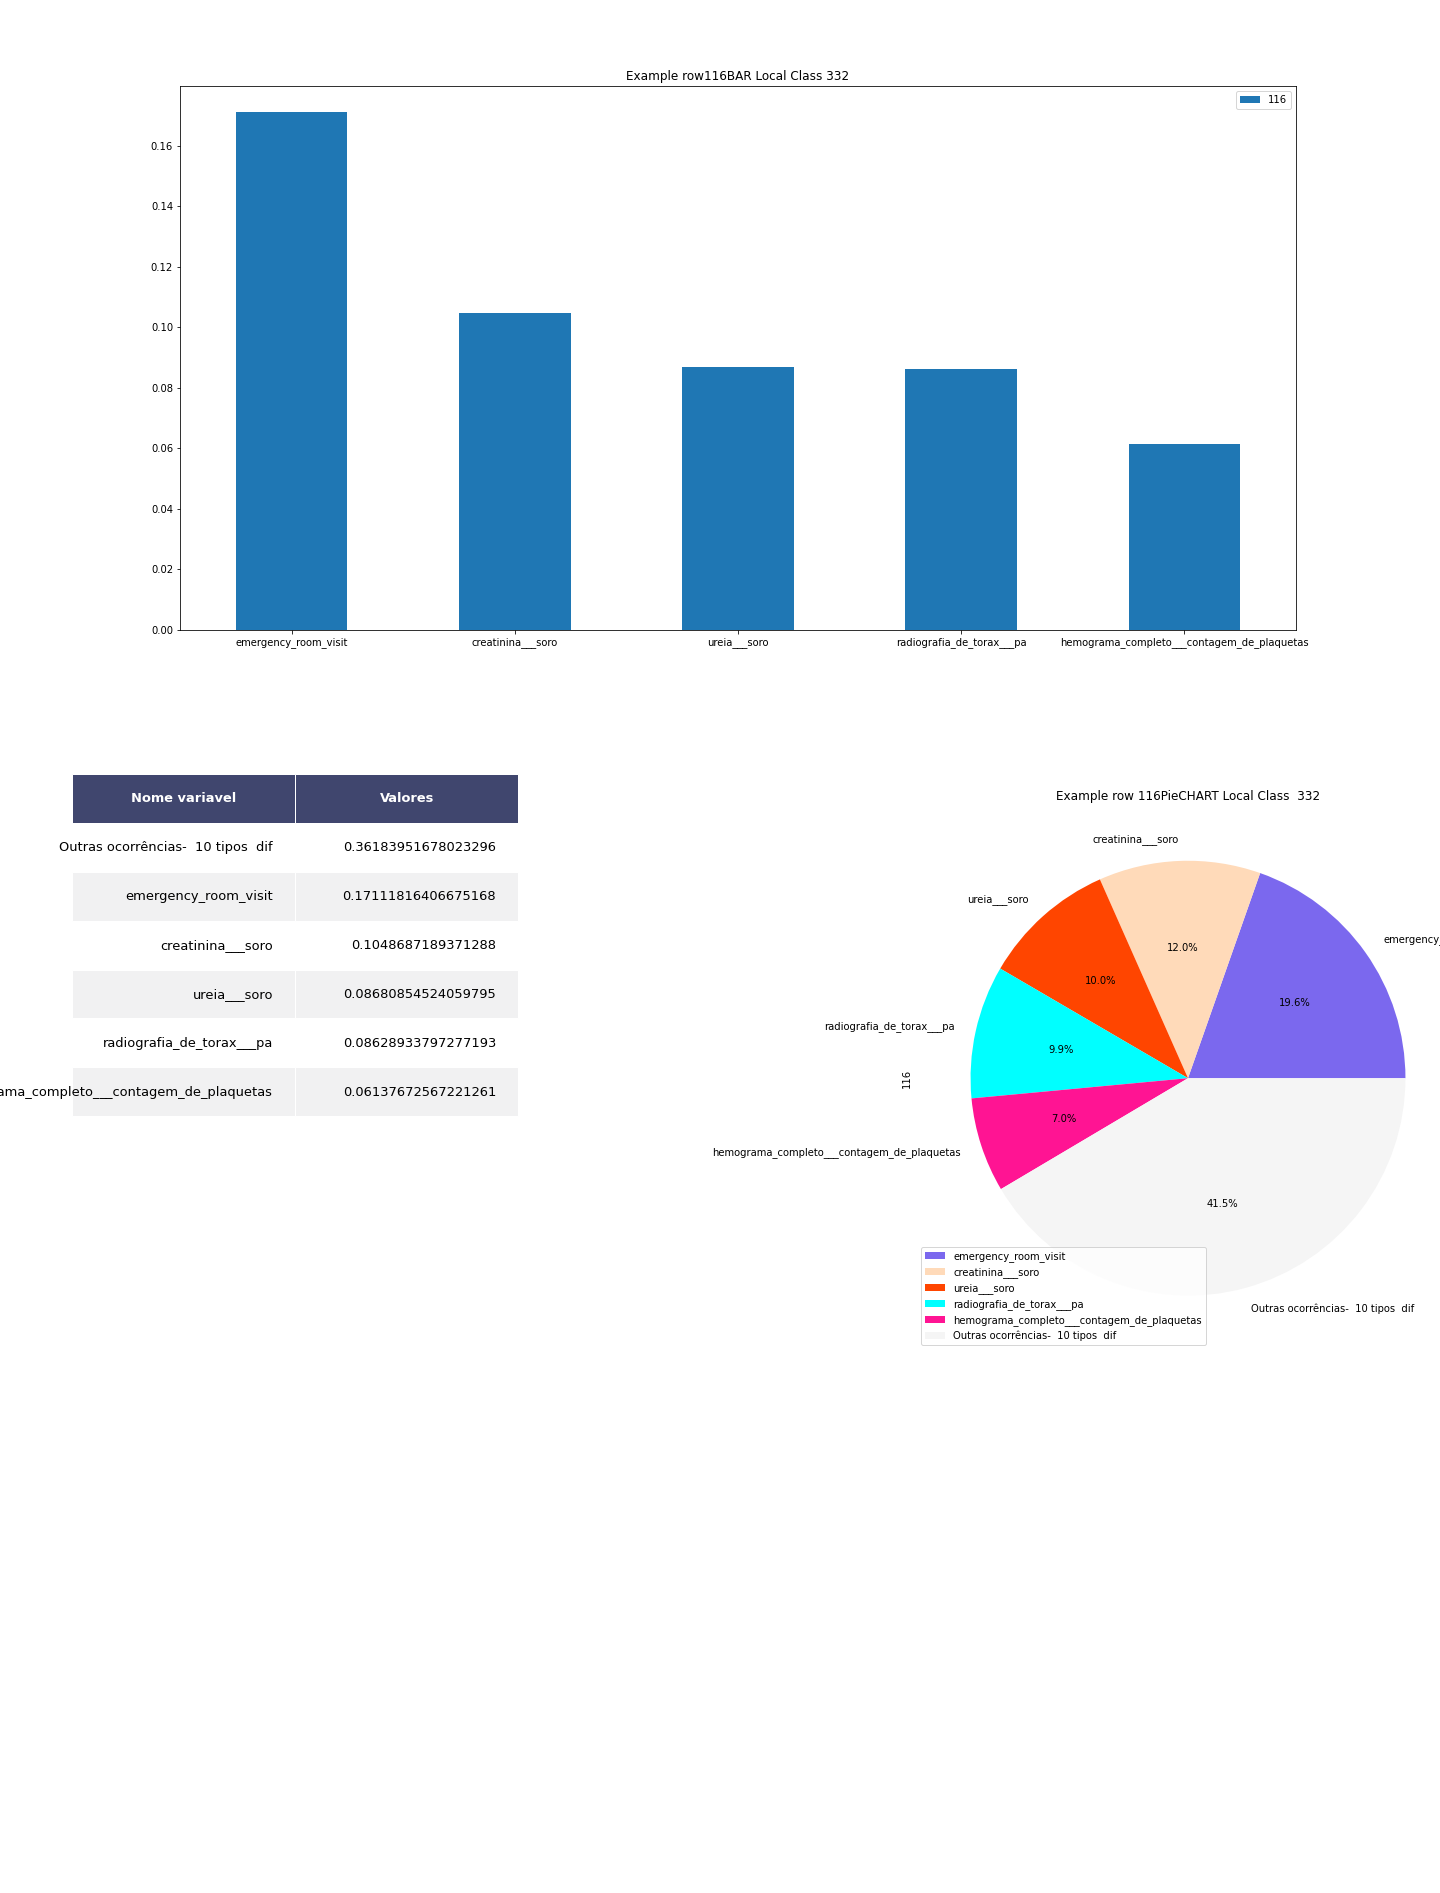 Example row116BAR Local Class 332
116
0.16
0.14
0.12
0.10
0.08
0.06
0.04
0.02
0.00
emergency_room_visit
creatinina___soro
ureia___soro
radiografia_de_torax___pa
hemograma_completo___contagem_de_plaquetas
Nome variavel Valores
Outras ocorrências-  10 tipos  dif 0.36183951678023296
emergency_room_visit 0.17111816406675168
creatinina___soro 0.1048687189371288
ureia___soro 0.08680854524059795
radiografia_de_torax___pa 0.08628933797277193
ama_completo___contagem_de_plaquetas 0.06137672567221261
Example row 116PieCHART Local Class  332
creatinina___soro
ureia___soro
emergency_
12.0%
10.0%
19.6%
radiografia_de_torax___pa
9.9%
116
7.0%
hemograma_completo___contagem_de_plaquetas
41.5%
emergency_room_visit
creatinina___soro
ureia___soro
radiografia_de_torax___pa
hemograma_completo___contagem_de_plaquetas
Outras ocorrências-  10 tipos  dif
Outras ocorrências-  10 tipos  dif